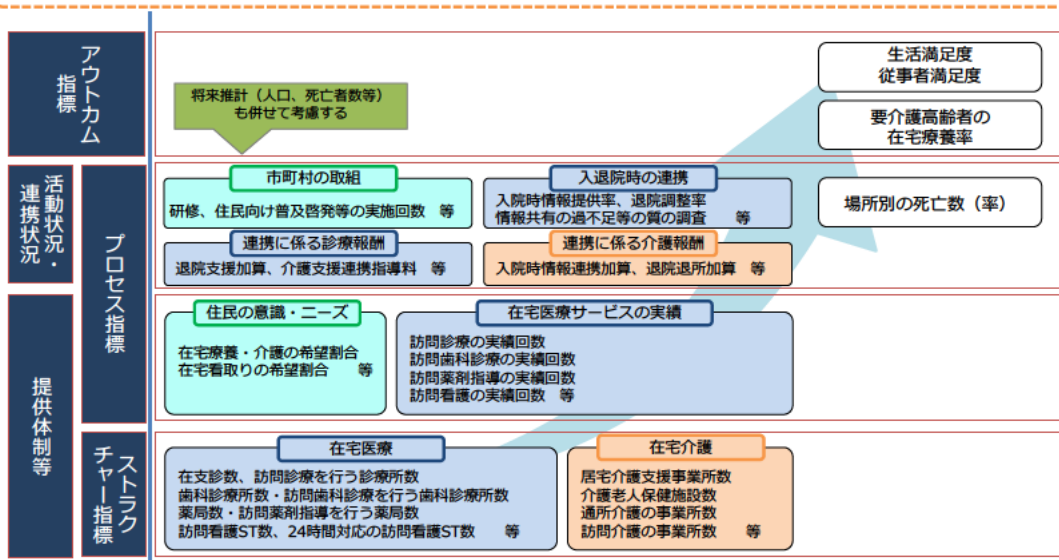 アウトカム
指標
将来推計（人口、死亡者数等）
も併せて考慮する
生活満足度
従事者満足度
要介護高齢者の
在宅療養率
活動状況・
連携状況
プロセス指標
市町村の取組
研修、住民向け普及啓発等の実施回数　等
入退院時の連携
入院時情報提供率、退院調整率
情報共有の過不足等の質の調査　　等
場所別の死亡数（率）
連携に係る診療報酬
退院支援加算、介護支援連携指導料　等
連携に係る介護報酬
入院時情報連携加算、退院退所加算　等
提供体制等
住民の意識・ニーズ
在宅療養・介護の希望割合
在宅看取りの希望割合　　等
在宅医療サービスの実績
訪問診療の実績回数
訪問歯科診療の実績回数
訪問薬剤指導の実績回数
訪問看護の実績回数　等
ストラク
チャー指標
在宅医療
在支診数、訪問診療を行う診療所数
歯科診療所数・訪問歯科診療を行う歯科診療所数
薬局数・訪問薬剤指導を行う薬局数
訪問看護ST数、24時間対応の訪問看護ST数　　等
在宅介護
居宅介護支援事業所数
介護老人保健施設数
通所介護の事業所数
訪問介護の事業所数　　等